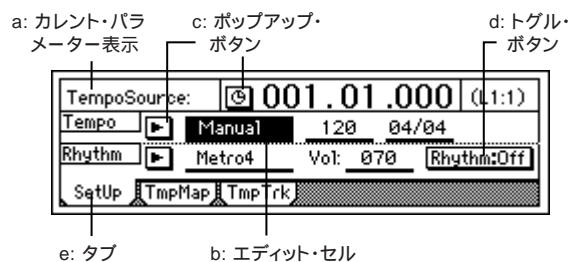 a: カレント・パラ
メーター表示
c: ポップアップ・
ボタン
d: トグル・
ボタン
TempoSource: 001.01.000 (L1:1)
Tempo Manual 120 04/04
Rhythm Metro4 Vol: 070 Rhythm:Off
SetUp TmpMap TmpTrk
e: タブ
b: エディット・セル